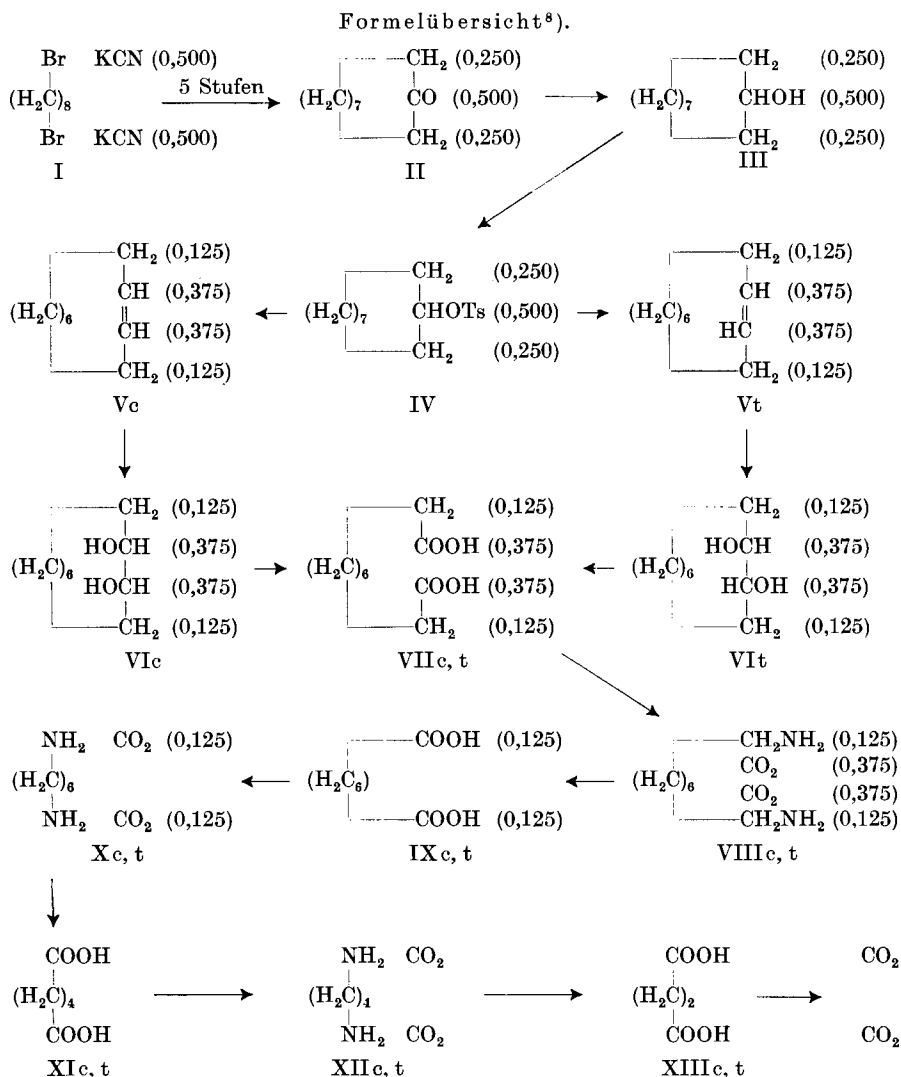 Formelübersicht⁸).
Br KCN (0,500) CH₂ (0,250) CH₂ (0,250)
(H₂C)₈ 5 Stufen (H₂C)₇ CO (0,500) (H₂C)₇ CHOH (0,500)
Br KCN (0,500) CH₂ (0,250) CH₂ (0,250)
I II III
CH₂ (0,125) CH₂ (0,250) CH₂ (0,125)
CH (0,375) CH (0,375)
(H₂C)₆ (H₂C)₇ CHOTs (0,500) (H₂C)₆
CH (0,375) HC (0,375)
CH₂ (0,125) CH₂ (0,250) CH₂ (0,125)
Vc IV Vt
CH₂ (0,125) CH₂ (0,125) CH₂ (0,125)
HOCH (0,375) COOH (0,375) HOCH (0,375)
(H₂C)₆ (H₂C)₆ (H₂C)₆
HOCH (0,375) COOH (0,375) HCOH (0,375)
CH₂ (0,125) CH₂ (0,125) CH₂ (0,125)
VIc VIIc, t VIt
NH₂ CO₂ (0,125) COOH (0,125) CH₂NH₂ (0,125)
CO₂ (0,375)
(H₂C)₆ (H₂C₆) (H₂C)₆
CO₂ (0,375)
NH₂ CO₂ (0,125) COOH (0,125) CH₂NH₂ (0,125)
Xc, t IXc, t VIIIc, t
COOH NH₂ CO₂ COOH CO₂
(H₂C)₄ (H₂C)₄ (H₂C)₂
COOH NH₂ CO₂ COOH CO₂
XIc, t XIIc, t XIIIc, t